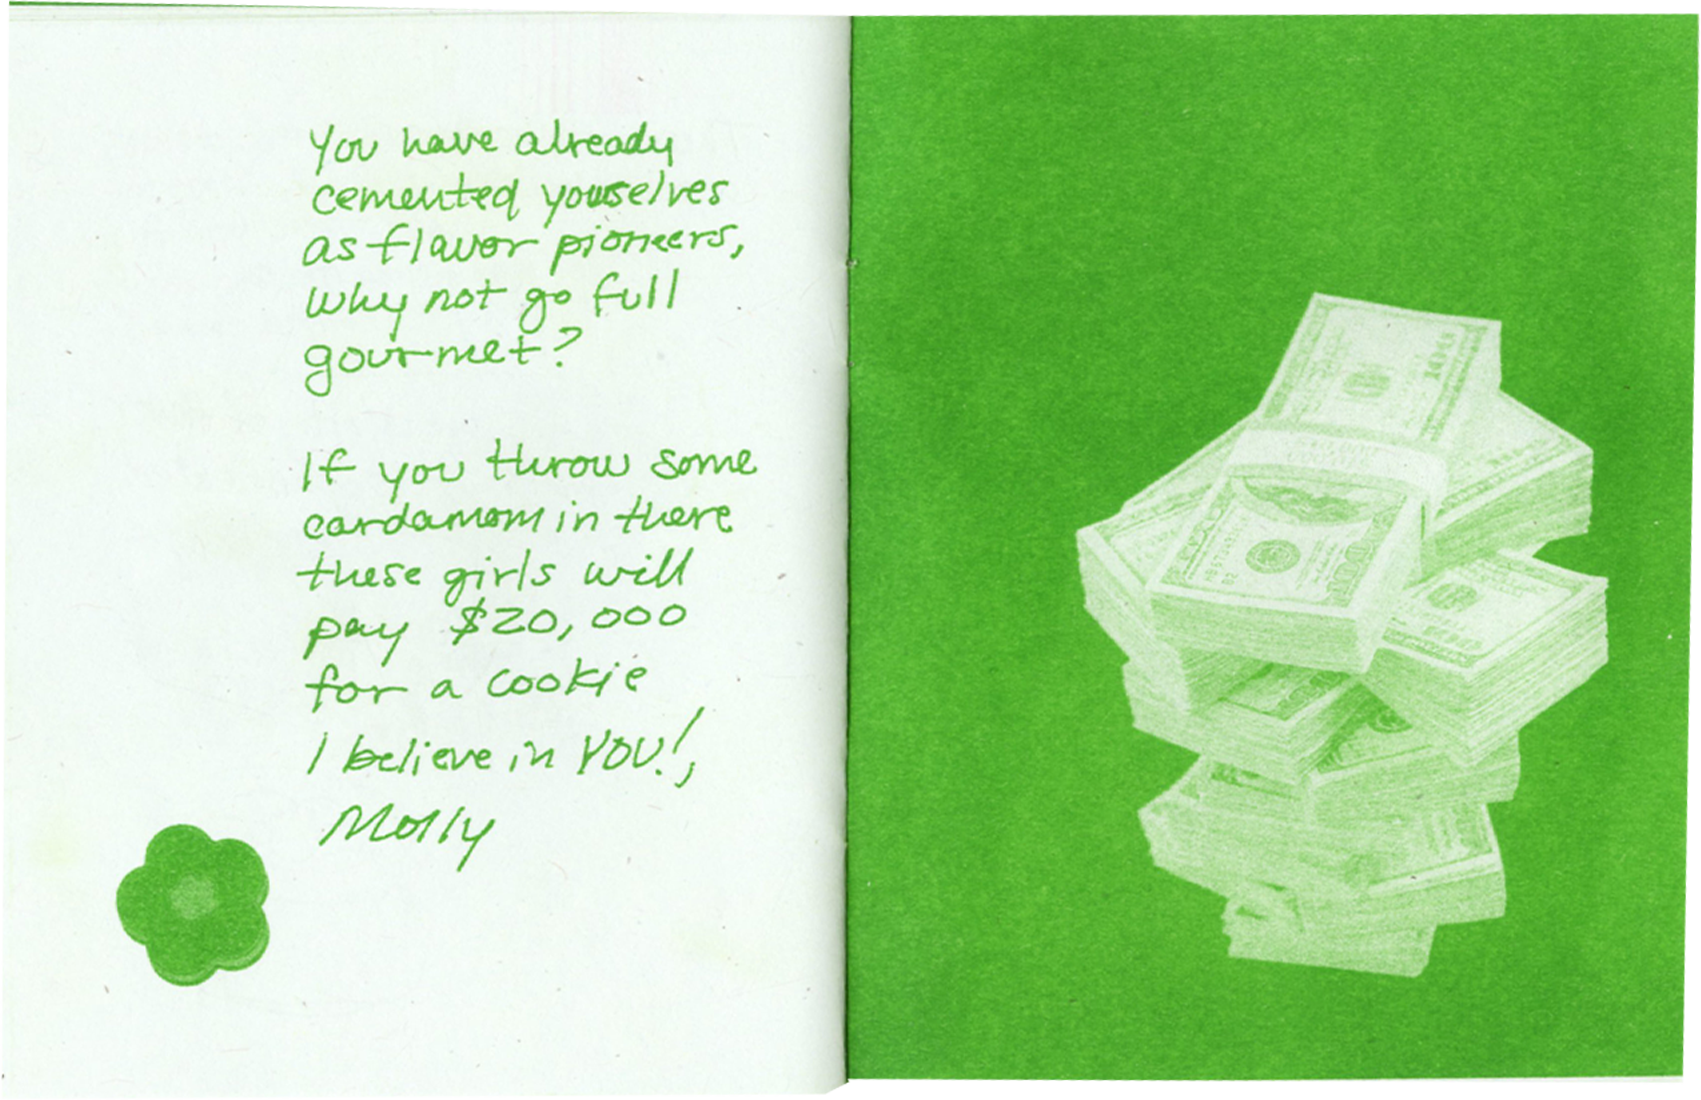 You have already
cemented yourselves
as flavor pioneers,
why not go full
gourmet?
If you throw some
cardamom in there
these girls will
pay $20,000
for a cookie
I believe in YOU!,
Molly